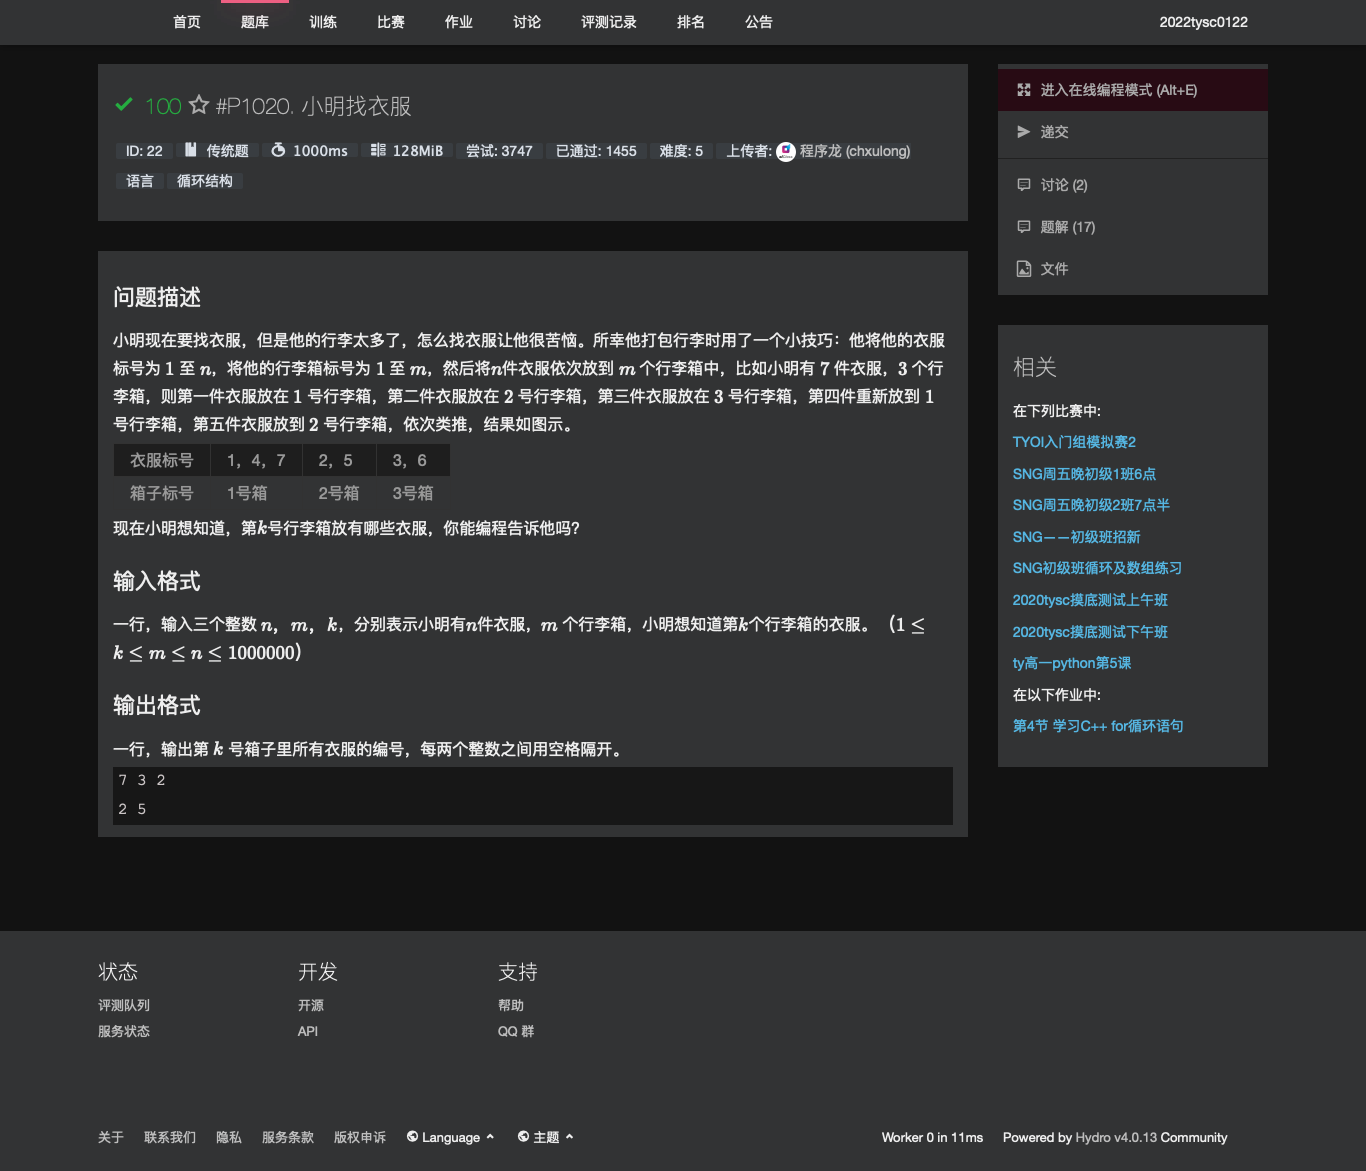 首页 题库 训练 比赛 作业 讨论 评测记录 排名 公告 2022tysc0122
100 #P1020. 小明找衣服
ID: 22 传统题 1000ms 128MiB 尝试: 3747 已通过: 1455 难度: 5 上传者: 程序龙 (chxulong)
语言 循环结构
问题描述
小明现在要找衣服，但是他的行李太多了，怎么找衣服让他很苦恼。所幸他打包行李时用了一个小技巧：他将他的衣服
标号为 1 至 n，将他的行李箱标号为 1 至 m，然后将n件衣服依次放到 m 个行李箱中，比如小明有 7 件衣服，3 个行
李箱，则第一件衣服放在 1 号行李箱，第二件衣服放在 2 号行李箱，第三件衣服放在 3 号行李箱，第四件重新放到 1
号行李箱，第五件衣服放到 2 号行李箱，依次类推，结果如图示。
衣服标号 1，4，7 2，5 3，6
箱子标号 1号箱 2号箱 3号箱
现在小明想知道，第k号行李箱放有哪些衣服，你能编程告诉他吗?
输入格式
一行，输入三个整数 n，m，k，分别表示小明有n件衣服，m 个行李箱，小明想知道第k个行李箱的衣服。（1 ≤
k ≤ m ≤ n ≤ 1000000）
输出格式
一行，输出第 k 号箱子里所有衣服的编号，每两个整数之间用空格隔开。
7 3 2
2 5
进入在线编程模式 (Alt+E)
递交
讨论 (2)
题解 (17)
文件
相关
在下列比赛中:
TYOI入门组模拟赛2
SNG周五晚初级1班6点
SNG周五晚初级2班7点半
SNG——初级班招新
SNG初级班循环及数组练习
2020tysc摸底测试上午班
2020tysc摸底测试下午班
ty高一python第5课
在以下作业中:
第4节 学习C++ for循环语句
状态 开发 支持
评测队列 开源 帮助
服务状态 API QQ 群
关于 联系我们 隐私 服务条款 版权申诉 Language 主题 Worker 0 in 11ms Powered by Hydro v4.0.13 Community